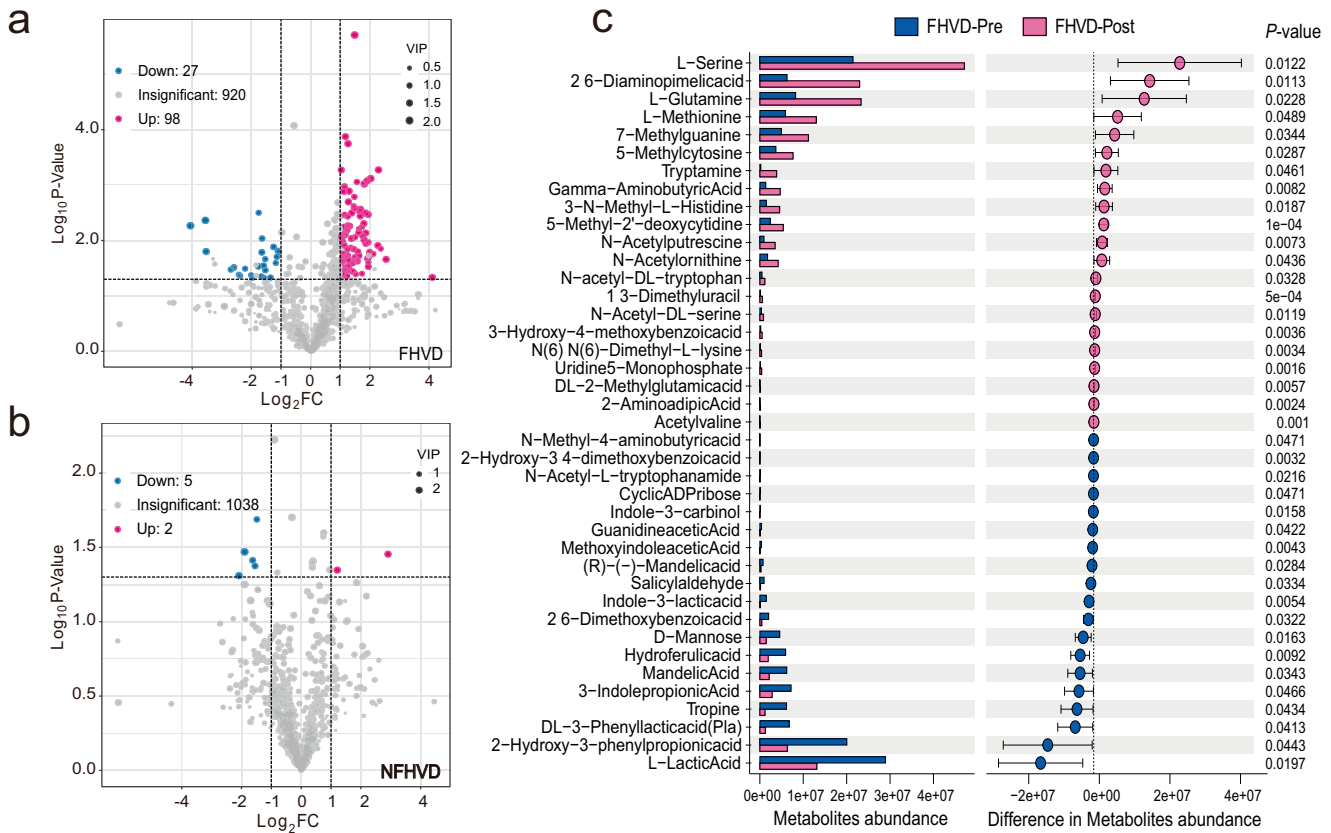 a
VIP
0.5
1.0
1.5
2.0
Down: 27
Insignificant: 920
Up: 98
4.0
3.0
2.0
1.0
0.0
Log10P-Value
FHVD
-4
-2
-1
0
1
2
4
Log2FC
b
VIP
1
2
Down: 5
Insignificant: 1038
Up: 2
2.0
1.5
1.0
0.5
0.0
Log10P-Value
NFHVD
-4
-2
-1
0
1
2
4
Log2FC
c
FHVD-Pre
FHVD-Post
P-value
L−Serine 0.0122
2 6−Diaminopimelicacid 0.0113
L−Glutamine 0.0228
L−Methionine 0.0489
7−Methylguanine 0.0344
5−Methylcytosine 0.0287
Tryptamine 0.0461
Gamma−AminobutyricAcid 0.0082
3−N−Methyl−L−Histidine 0.0187
5−Methyl−2'−deoxycytidine 1e−04
N−Acetylputrescine 0.0073
N−Acetylornithine 0.0436
N−acetyl−DL−tryptophan 0.0328
1 3−Dimethyluracil 5e−04
N−Acetyl−DL−serine 0.0119
3−Hydroxy−4−methoxybenzoicacid 0.0036
N(6) N(6)−Dimethyl−L−lysine 0.0034
Uridine5−Monophosphate 0.0016
DL−2−Methylglutamicacid 0.0057
2−AminoadipicAcid 0.0024
Acetylvaline 0.001
N−Methyl−4−aminobutyricacid 0.0471
2−Hydroxy−3 4−dimethoxybenzoicacid 0.0032
N−Acetyl−L−tryptophanamide 0.0216
CyclicADPribose 0.0471
Indole−3−carbinol 0.0158
GuanidineaceticAcid 0.0422
MethoxyindoleaceticAcid 0.0043
(R)−(−)−Mandelicacid 0.0284
Salicylaldehyde 0.0334
Indole−3−lacticacid 0.0054
2 6−Dimethoxybenzoicacid 0.0322
D−Mannose 0.0163
Hydroferulicacid 0.0092
MandelicAcid 0.0343
3−IndolepropionicAcid 0.0466
Tropine 0.0434
DL−3−Phenyllacticacid(Pla) 0.0413
2−Hydroxy−3−phenylpropionicacid 0.0443
L−LacticAcid 0.0197
0e+00 1e+07 2e+07 3e+07 4e+07
Metabolites abundance
−2e+07 0e+00 2e+07 4e+07
Difference in Metabolites abundance